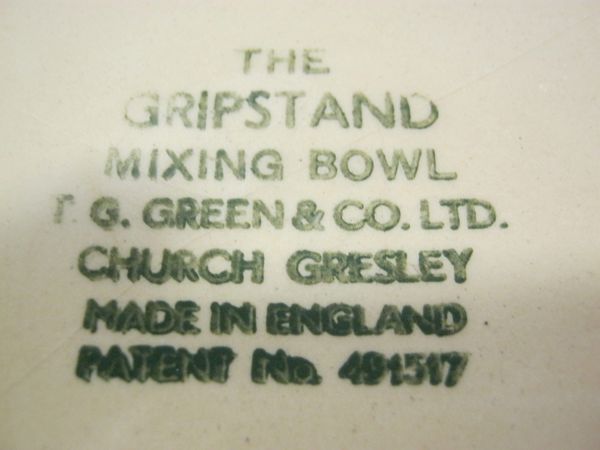 THE
GRIPSTAND
MIXING BOWL
T. G. GREEN & CO. LTD.
CHURCH GRESLEY
MADE IN ENGLAND
PATENT No. 491517